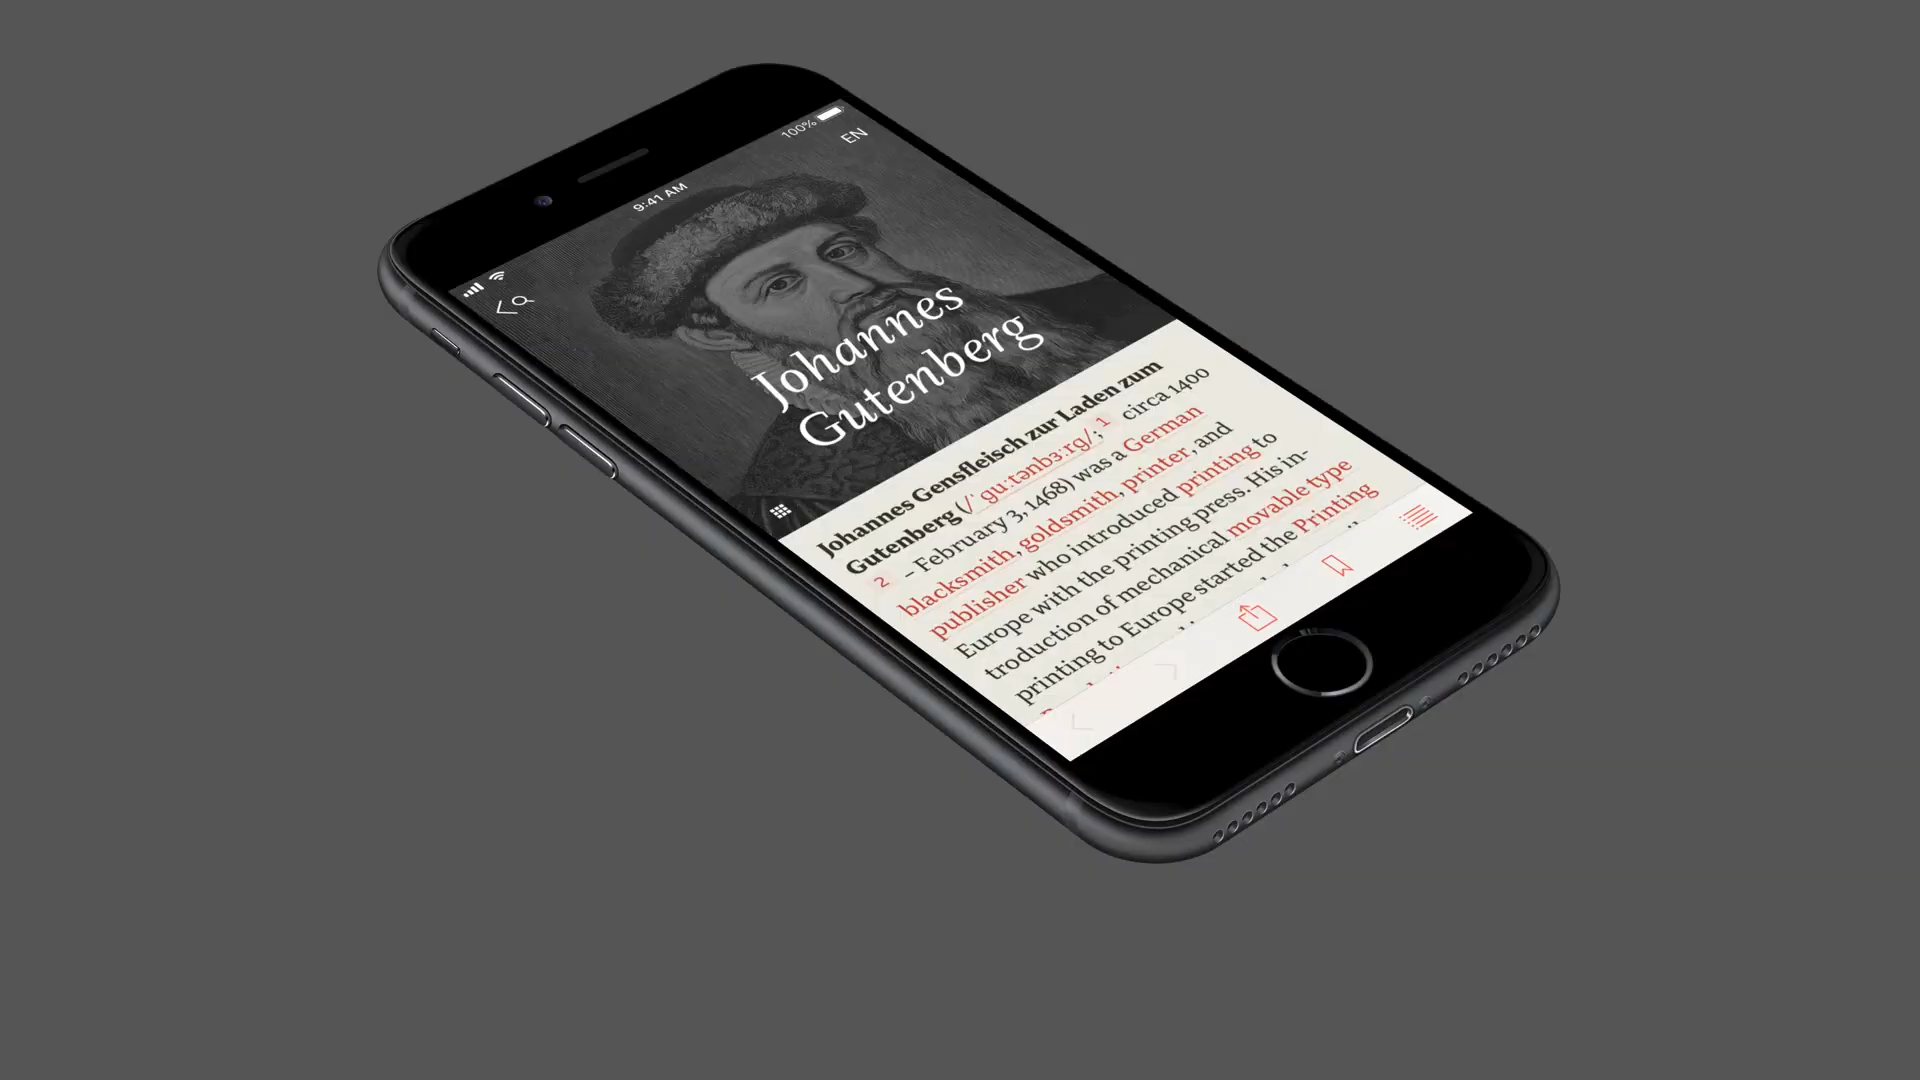 9:41 AM
100%
EN
Johannes
Gutenberg
Johannes Gensfleisch zur Laden zum
Gutenberg (/ˈɡuːtənbɜːrɡ/; 1 circa 1400
2 – February 3, 1468) was a German
blacksmith, goldsmith, printer, and
publisher who introduced printing to
Europe with the printing press. His in-
troduction of mechanical movable type
printing to Europe started the Printing